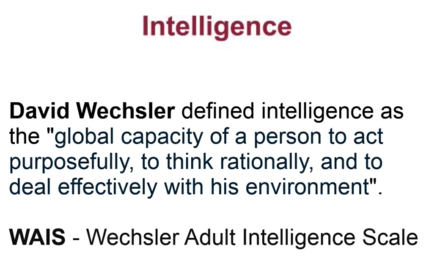 Intelligence
David Wechsler defined intelligence as
the "global capacity of a person to act
purposefully, to think rationally, and to
deal effectively with his environment".
WAIS - Wechsler Adult Intelligence Scale